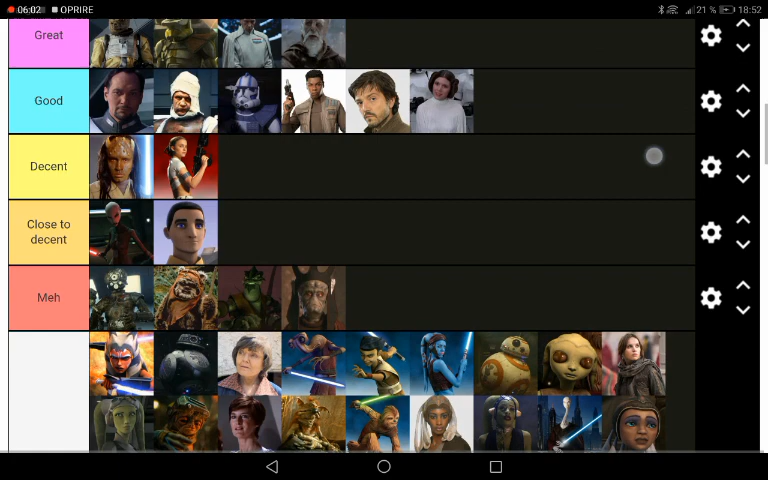 06:02 OPRIRE
21 % 18:52
Great
Good
Decent
Close to
decent
Meh